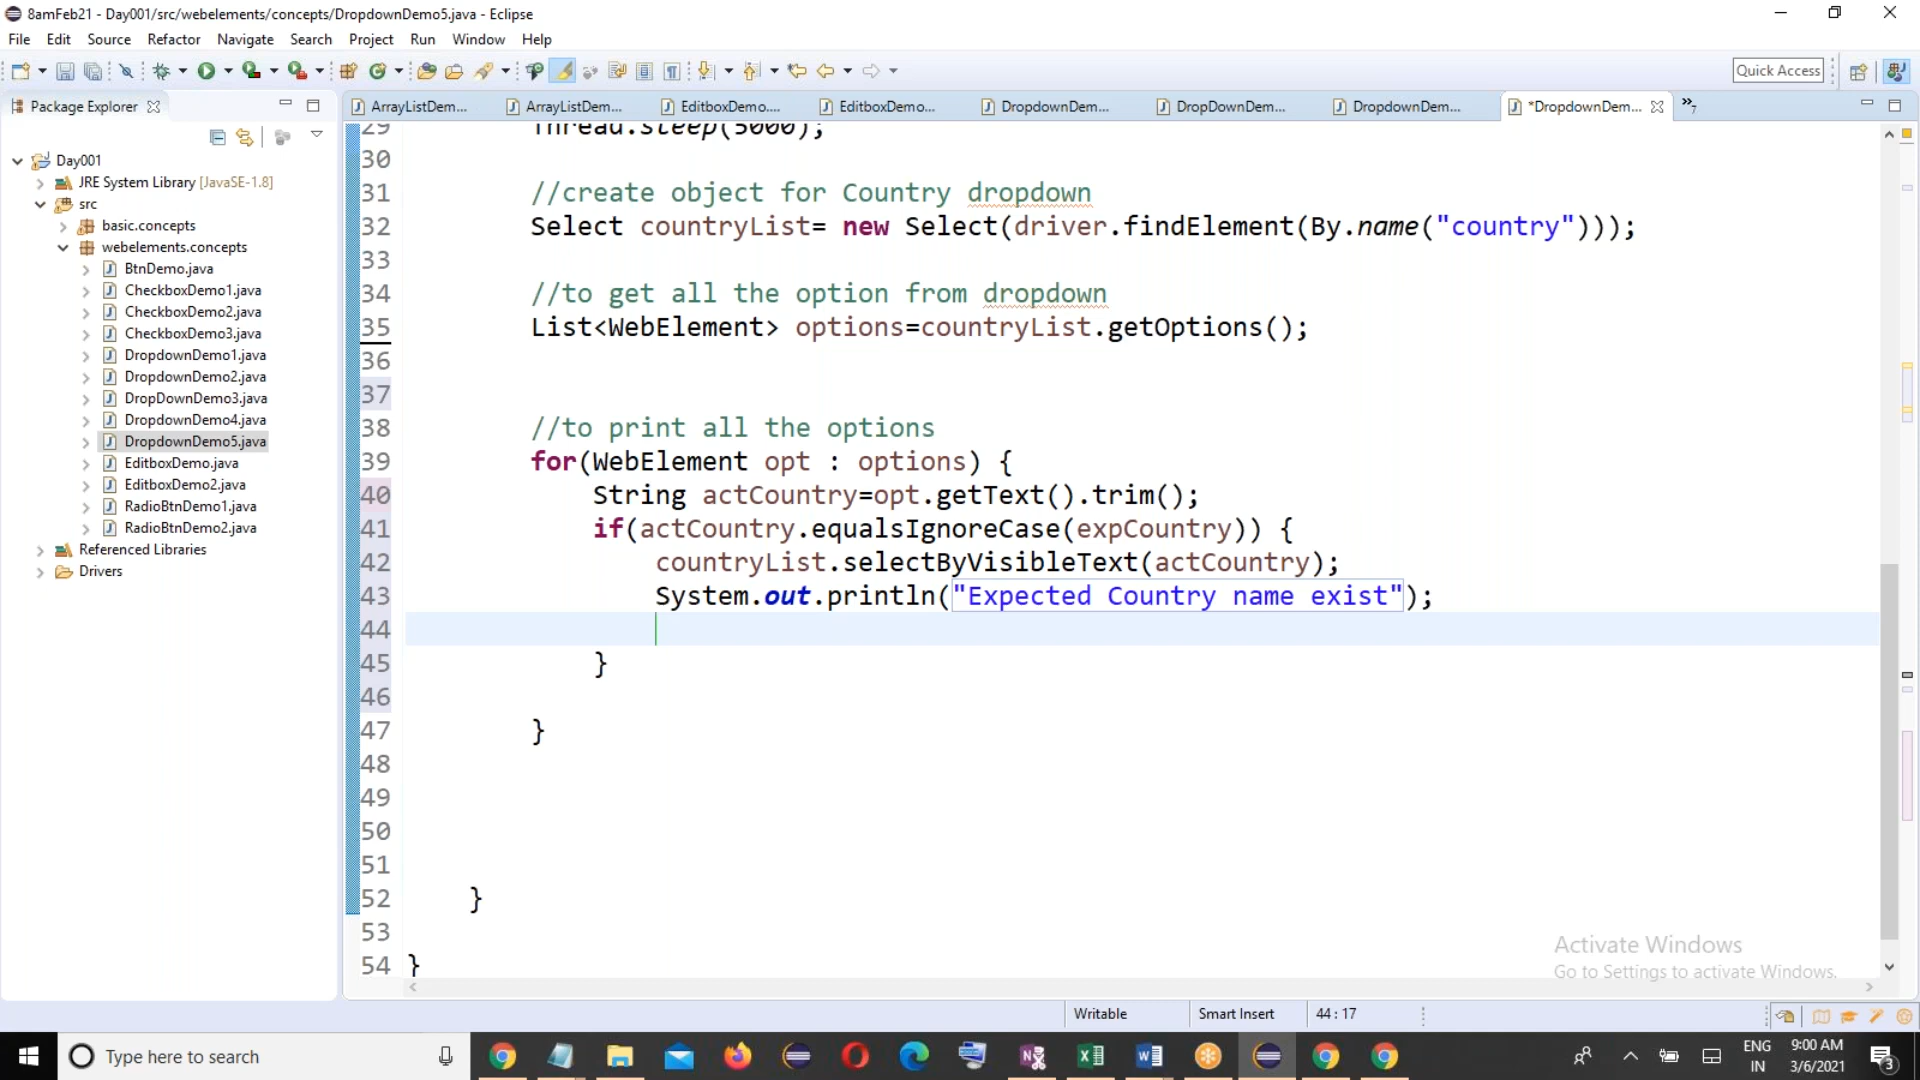 8amFeb21 - Day001/src/webelements/concepts/DropdownDemo5.java - Eclipse
File Edit Source Refactor Navigate Search Project Run Window Help
Quick Access
Package Explorer
ArrayListDem...
ArrayListDem...
EditboxDemo....
EditboxDemo...
DropdownDem...
DropDownDem...
DropdownDem...
*DropdownDem...
»7
Day001
JRE System Library [JavaSE-1.8]
src
basic.concepts
webelements.concepts
BtnDemo.java
CheckboxDemo1.java
CheckboxDemo2.java
CheckboxDemo3.java
DropdownDemo1.java
DropdownDemo2.java
DropDownDemo3.java
DropdownDemo4.java
DropdownDemo5.java
EditboxDemo.java
EditboxDemo2.java
RadioBtnDemo1.java
RadioBtnDemo2.java
Referenced Libraries
Drivers
29 Thread.sleep(5000);
30
31 //create object for Country dropdown
32 Select countryList= new Select(driver.findElement(By.name("country")));
33
34 //to get all the option from dropdown
35 List<WebElement> options=countryList.getOptions();
36
37
38 //to print all the options
39 for(WebElement opt : options) {
40 String actCountry=opt.getText().trim();
41 if(actCountry.equalsIgnoreCase(expCountry)) {
42 countryList.selectByVisibleText(actCountry);
43 System.out.println("Expected Country name exist");
44
45 }
46
47 }
48
49
50
51
52 }
53
54 }
Activate Windows
Go to Settings to activate Windows.
Writable Smart Insert 44 : 17
Type here to search
ENG
IN
9:00 AM
3/6/2021
3